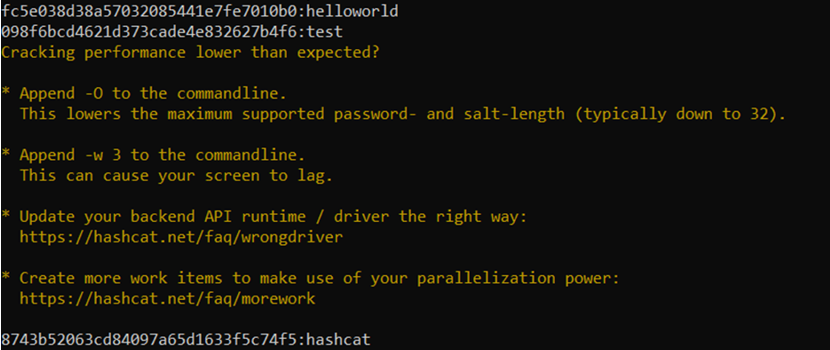 fc5e038d38a57032085441e7fe7010b0:helloworld
098f6bcd4621d373cade4e832627b4f6:test
Cracking performance lower than expected?
* Append -O to the commandline.
This lowers the maximum supported password- and salt-length (typically down to 32).
* Append -w 3 to the commandline.
This can cause your screen to lag.
* Update your backend API runtime / driver the right way:
https://hashcat.net/faq/wrongdriver
* Create more work items to make use of your parallelization power:
https://hashcat.net/faq/morework
8743b52063cd84097a65d1633f5c74f5:hashcat